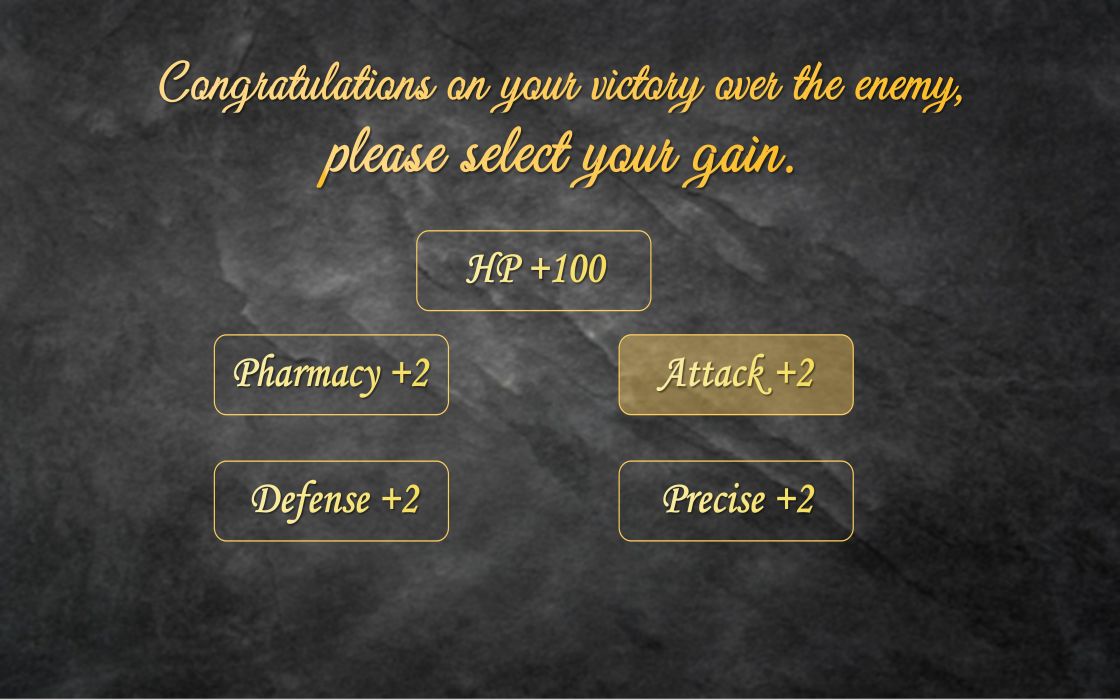 Congratulations on your victory over the enemy,
please select your gain.
HP +100
Pharmacy +2
Attack +2
Defense +2
Precise +2